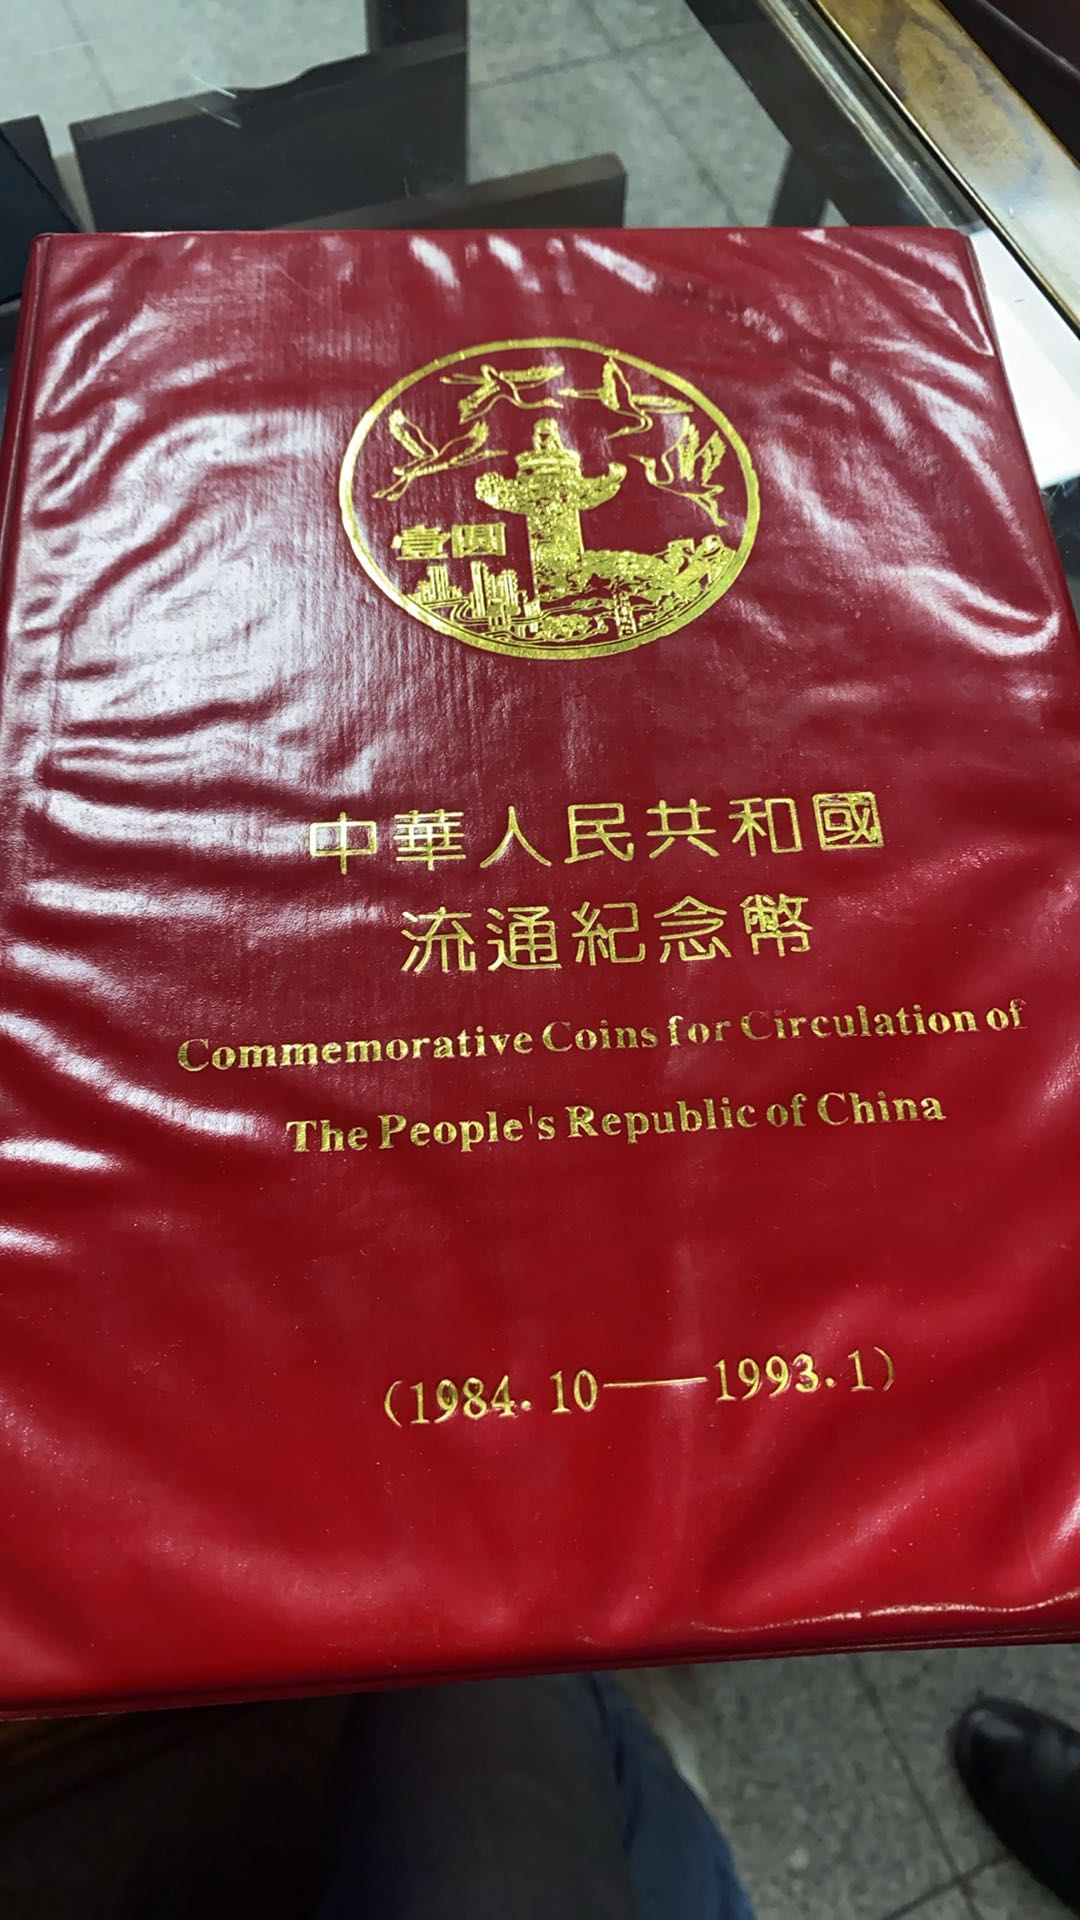 壹圓
中華人民共和國
流通紀念幣
Commemorative Coins for Circulation of
The People's Republic of China
(1984.10——1993.1)